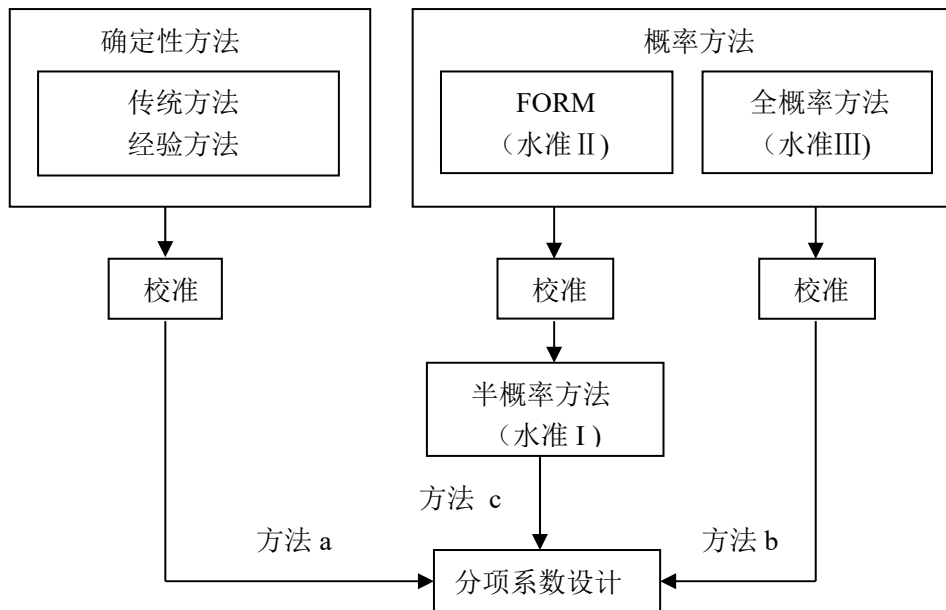 确定性方法
传统方法
经验方法
概率方法
FORM
（水准Ⅱ)
全概率方法
（水准Ⅲ)
校准
校准
校准
半概率方法
（水准Ⅰ)
方法 c
方法 a
方法 b
分项系数设计